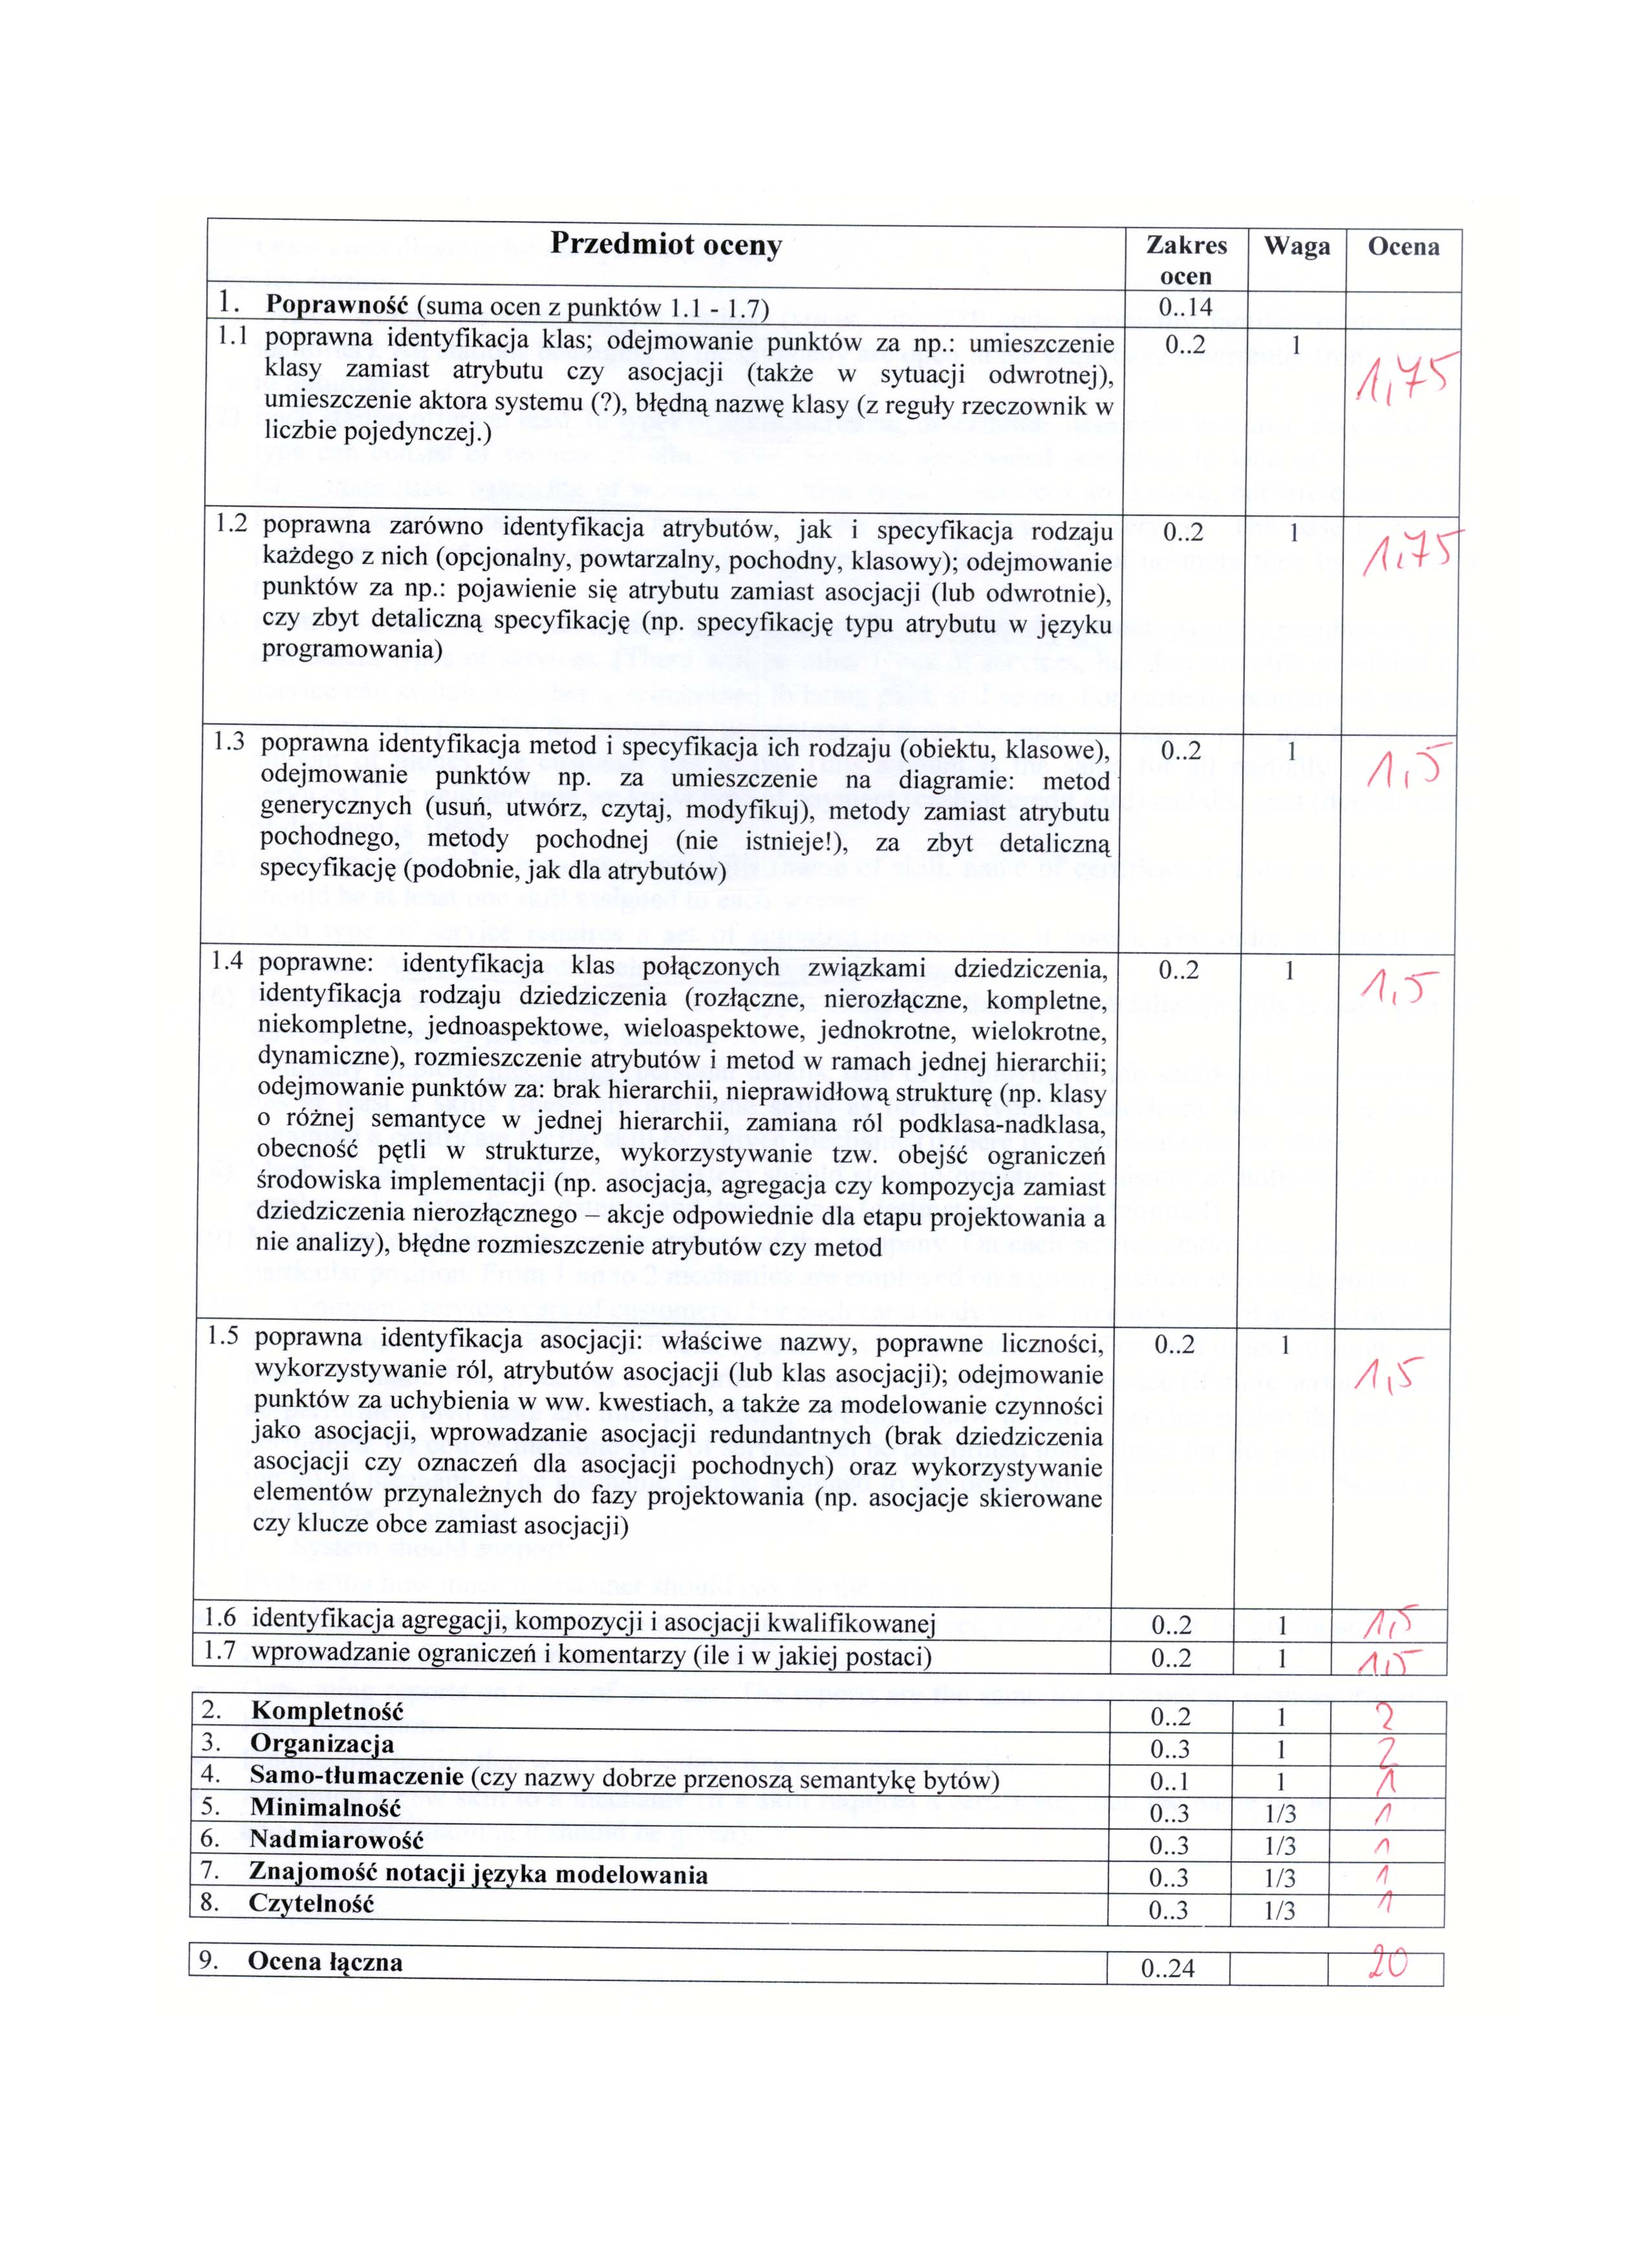 Przedmiot oceny Zakres ocen Waga Ocena
1. Poprawność (suma ocen z punktów 1.1 - 1.7) 0..14
1.1 poprawna identyfikacja klas; odejmowanie punktów za np.: umieszczenie 0..2 1 1,75
klasy zamiast atrybutu czy asocjacji (także w sytuacji odwrotnej),
umieszczenie aktora systemu (?), błędną nazwę klasy (z reguły rzeczownik w
liczbie pojedynczej.)
1.2 poprawna zarówno identyfikacja atrybutów, jak i specyfikacja rodzaju 0..2 1 1,75
każdego z nich (opcjonalny, powtarzalny, pochodny, klasowy); odejmowanie
punktów za np.: pojawienie się atrybutu zamiast asocjacji (lub odwrotnie),
czy zbyt detaliczną specyfikację (np. specyfikację typu atrybutu w języku
programowania)
1.3 poprawna identyfikacja metod i specyfikacja ich rodzaju (obiektu, klasowe), 0..2 1 1,5
odejmowanie punktów np. za umieszczenie na diagramie: metod
generycznych (usuń, utwórz, czytaj, modyfikuj), metody zamiast atrybutu
pochodnego, metody pochodnej (nie istnieje!), za zbyt detaliczną
specyfikację (podobnie, jak dla atrybutów)
1.4 poprawne: identyfikacja klas połączonych związkami dziedziczenia, 0..2 1 1,5
identyfikacja rodzaju dziedziczenia (rozłączne, nierozłączne, kompletne,
niekompletne, jednoaspektowe, wieloaspektowe, jednokrotne, wielokrotne,
dynamiczne), rozmieszczenie atrybutów i metod w ramach jednej hierarchii;
odejmowanie punktów za: brak hierarchii, nieprawidłową strukturę (np. klasy
o różnej semantyce w jednej hierarchii, zamiana ról podklasa-nadklasa,
obecność pętli w strukturze, wykorzystywanie tzw. obejść ograniczeń
środowiska implementacji (np. asocjacja, agregacja czy kompozycja zamiast
dziedziczenia nierozłącznego – akcje odpowiednie dla etapu projektowania a
nie analizy), błędne rozmieszczenie atrybutów czy metod
1.5 poprawna identyfikacja asocjacji: właściwe nazwy, poprawne liczności, 0..2 1 1,5
wykorzystywanie ról, atrybutów asocjacji (lub klas asocjacji); odejmowanie
punktów za uchybienia w ww. kwestiach, a także za modelowanie czynności
jako asocjacji, wprowadzanie asocjacji redundantnych (brak dziedziczenia
asocjacji czy oznaczeń dla asocjacji pochodnych) oraz wykorzystywanie
elementów przynależnych do fazy projektowania (np. asocjacje skierowane
czy klucze obce zamiast asocjacji)
1.6 identyfikacja agregacji, kompozycji i asocjacji kwalifikowanej 0..2 1 1,5
1.7 wprowadzanie ograniczeń i komentarzy (ile i w jakiej postaci) 0..2 1 1,5
2. Kompletność 0..2 1 2
3. Organizacja 0..3 1 2
4. Samo-tłumaczenie (czy nazwy dobrze przenoszą semantykę bytów) 0..1 1 1
5. Minimalność 0..3 1/3 1
6. Nadmiarowość 0..3 1/3 1
7. Znajomość notacji języka modelowania 0..3 1/3 1
8. Czytelność 0..3 1/3 1
9. Ocena łączna 0..24 20